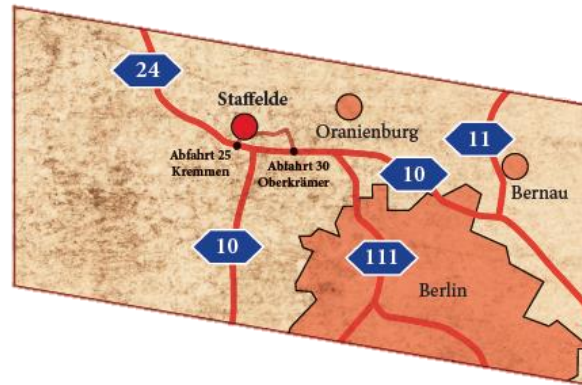 24
Staffelde
Oranienburg
11
Abfahrt 25
Kremmen
Abfahrt 30
Oberkrämer
10
Bernau
10
111
Berlin